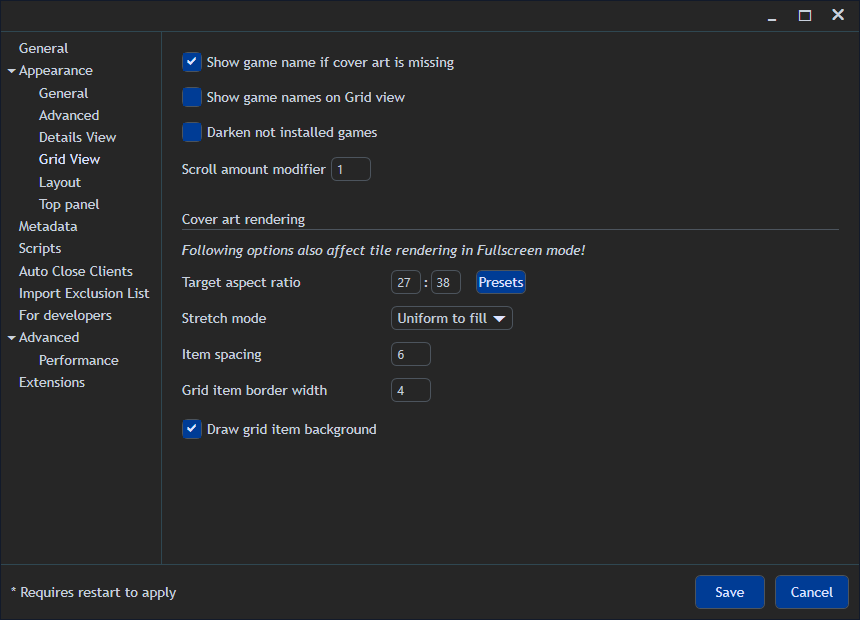 General
Appearance
General
Advanced
Details View
Grid View
Layout
Top panel
Metadata
Scripts
Auto Close Clients
Import Exclusion List
For developers
Advanced
Performance
Extensions
Show game name if cover art is missing
Show game names on Grid view
Darken not installed games
Scroll amount modifier 1
Cover art rendering
Following options also affect tile rendering in Fullscreen mode!
Target aspect ratio 27 : 38 Presets
Stretch mode Uniform to fill
Item spacing 6
Grid item border width 4
Draw grid item background
* Requires restart to apply
Save Cancel